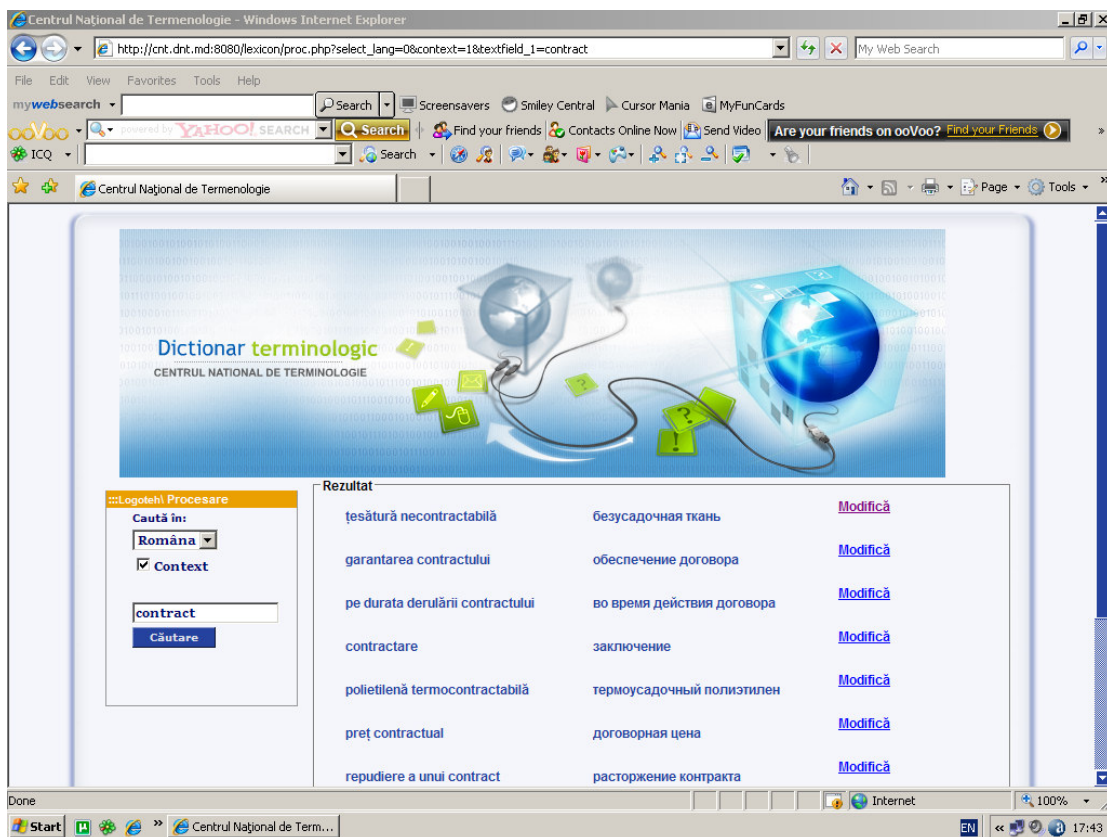 Centrul Național de Termenologie - Windows Internet Explorer
http://cnt.dnt.md:8080/lexicon/proc.php?select_lang=0&context=1&textfield_1=contract
My Web Search
File Edit View Favorites Tools Help
mywebsearch Search Screensavers Smiley Central Cursor Mania MyFunCards
ooVoo powered by YAHOO! SEARCH Search Find your friends Contacts Online Now Send Video Are your friends on ooVoo? Find your Friends »
ICQ Search
Centrul Național de Termenologie Page Tools »
Dictionar terminologic
CENTRUL NATIONAL DE TERMINOLOGIE
:::Logoteh\ Procesare
Caută în:
Româna
Context
contract
Căutare
Rezultat
țesătură necontractabilă безусадочная ткань Modifică
garantarea contractului обеспечение договора Modifică
pe durata derulării contractului во время действия договора Modifică
contractare заключение Modifică
polietilenă termocontractabilă термоусадочный полиэтилен Modifică
preț contractual договорная цена Modifică
repudiere a unui contract расторжение контракта Modifică
Done Internet 100%
Start » Centrul Național de Term... EN « 17:43